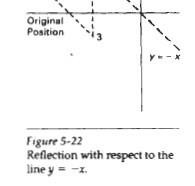 Original
Position
3
y = - x
Figure 5-22
Reflection with respect to the
line y = -x.